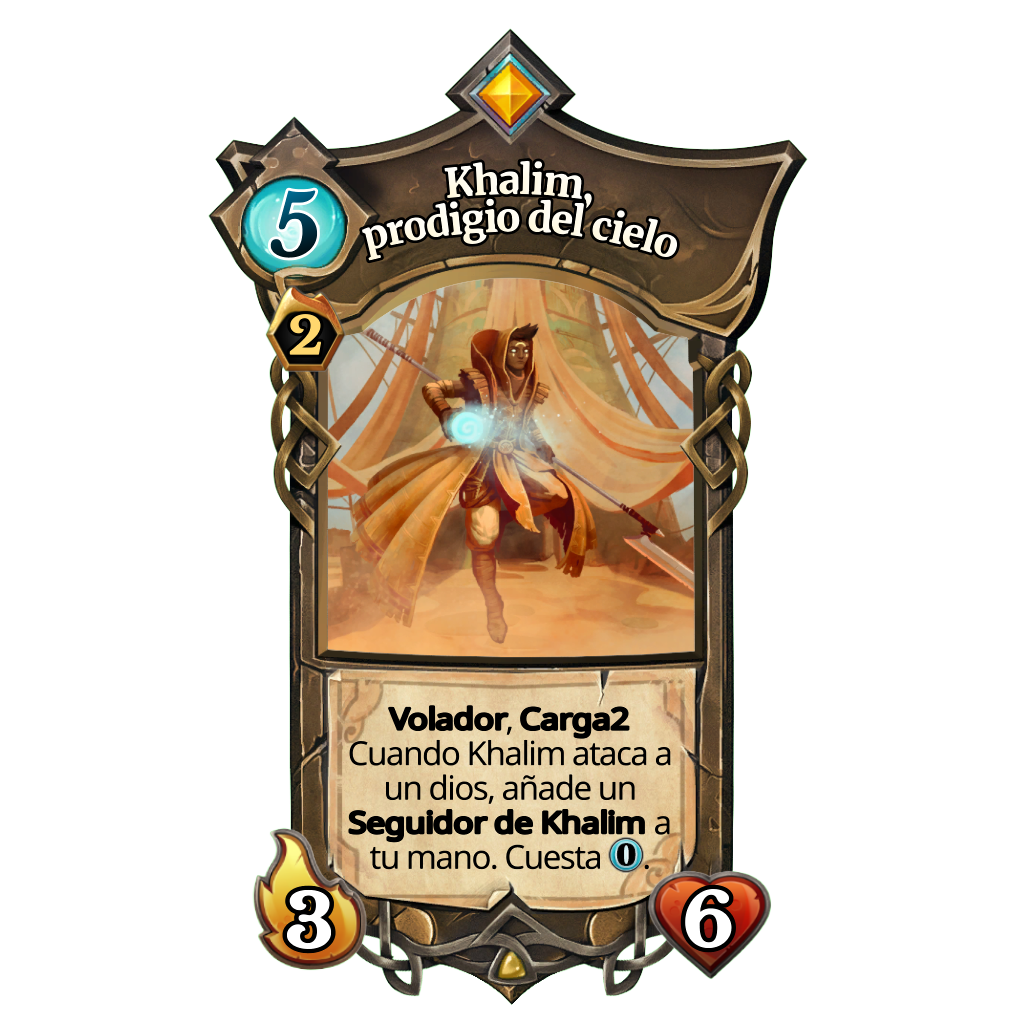 Khalim,
prodigio del cielo
5
2
Volador, Carga2
Cuando Khalim ataca a
un dios, añade un
Seguidor de Khalim a
tu mano. Cuesta 0.
3
6